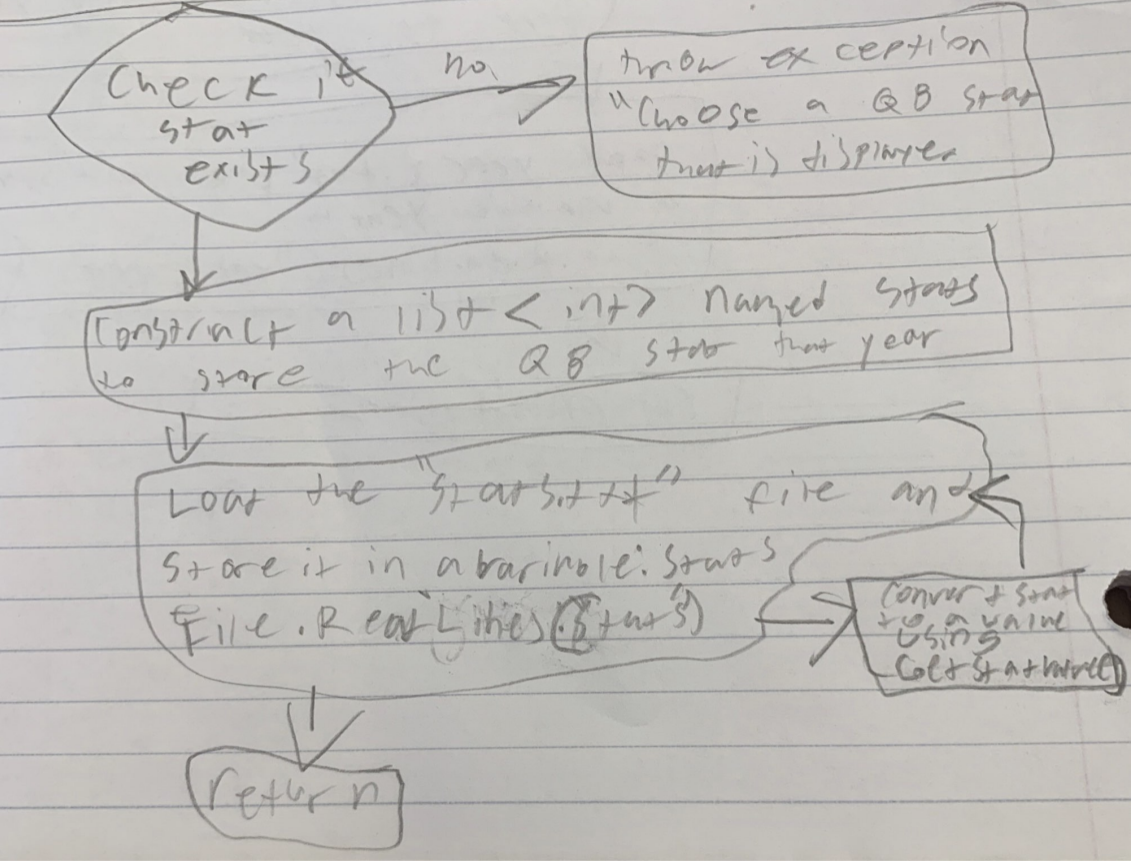 Check if
stat
exists
no
throw exception
"Choose a QB stat
that is displayed
Construct a list<int> named stats
to store the QB stat that year
Load the "stats.txt" file and
store it in a variable: stats
File.ReadLines("stats")
Convert stat
to a value
using
return